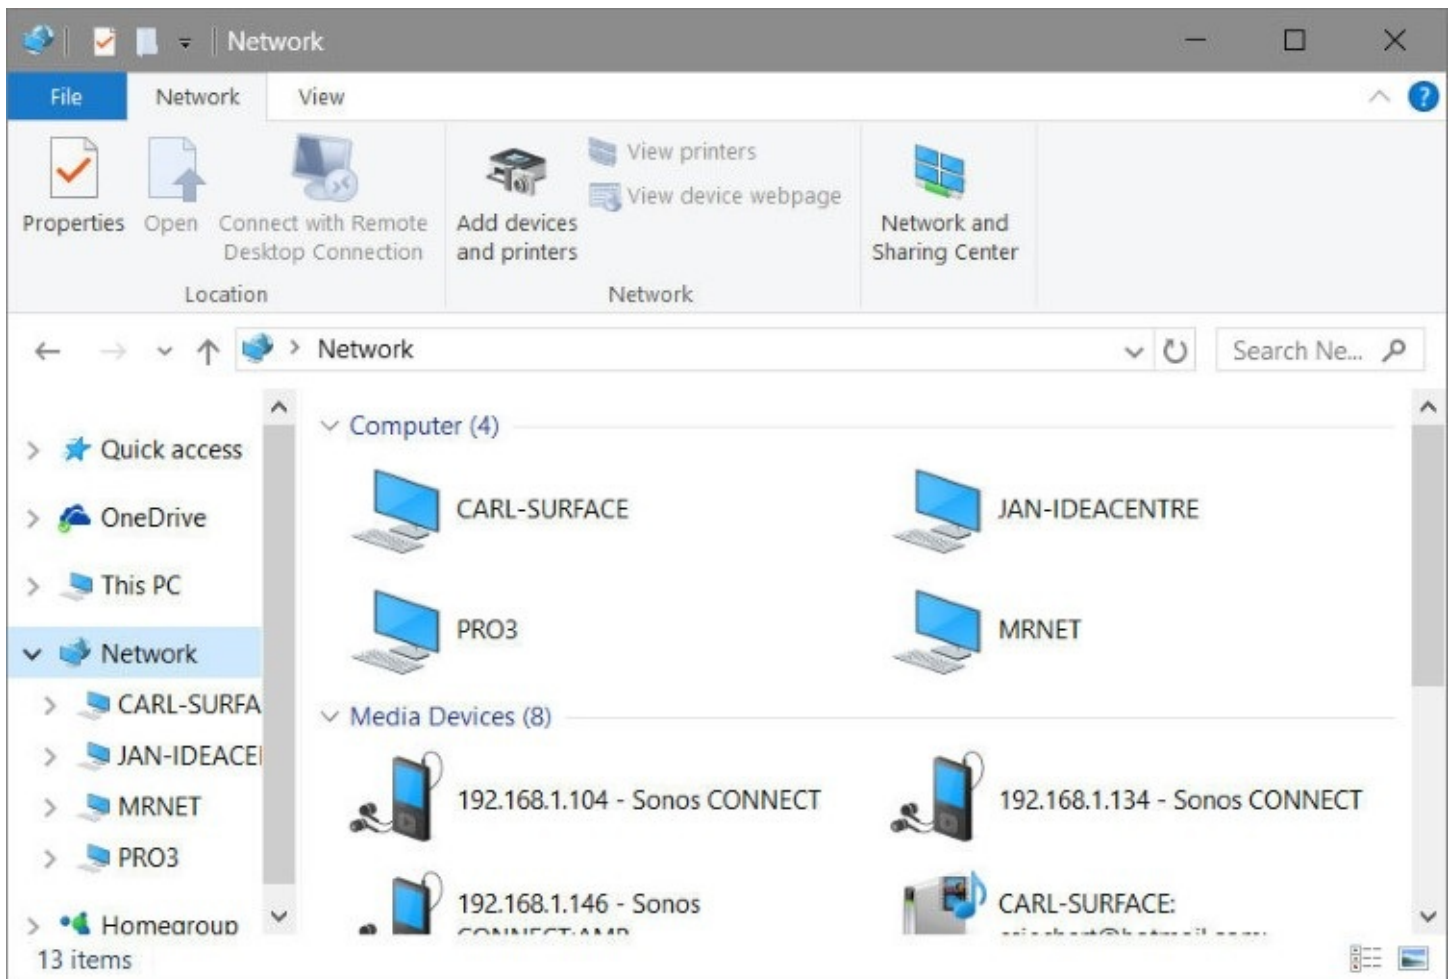 Network
File Network View
Properties Open Connect with Remote Desktop Connection
Location
Add devices and printers
View printers
View device webpage
Network
Network and Sharing Center
Network
Search Ne...
Quick access
OneDrive
This PC
Network
CARL-SURFA
JAN-IDEACE
MRNET
PRO3
Homegroup
Computer (4)
CARL-SURFACE
JAN-IDEACENTRE
PRO3
MRNET
Media Devices (8)
192.168.1.104 - Sonos CONNECT
192.168.1.134 - Sonos CONNECT
192.168.1.146 - Sonos
CONNECT:AMP
CARL-SURFACE:
13 items